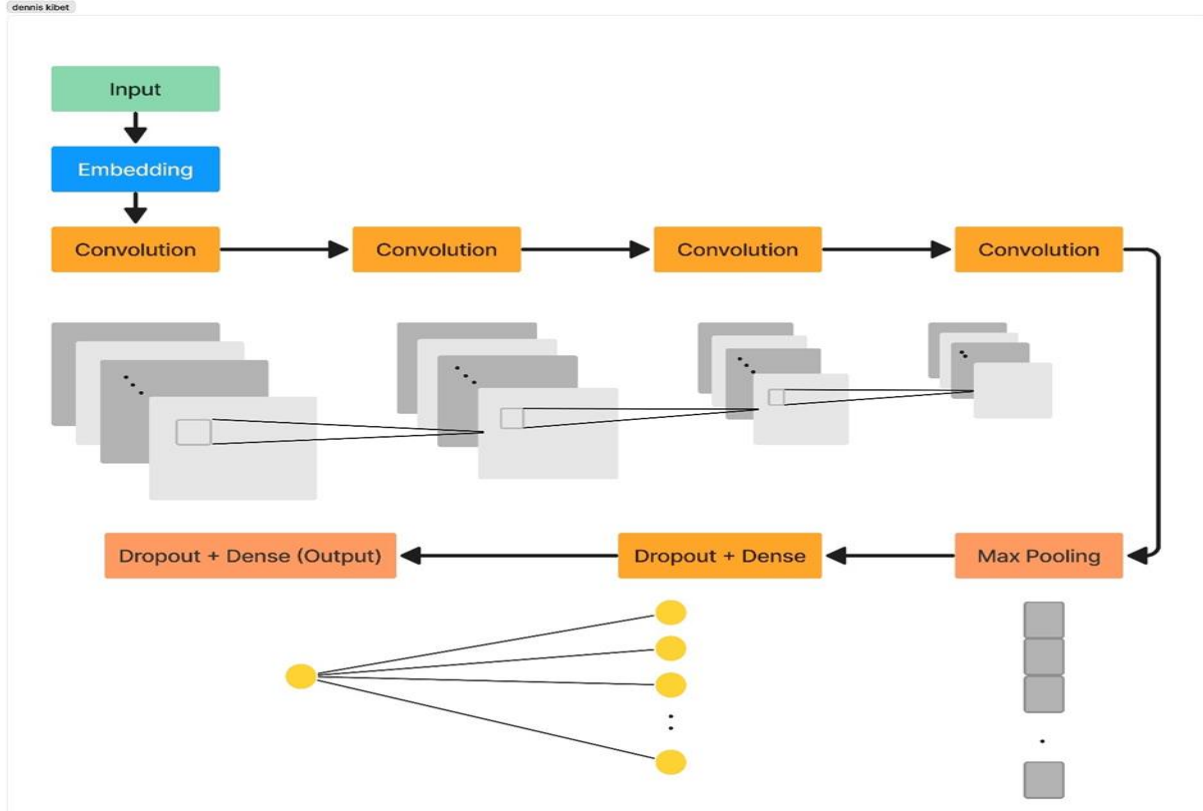 dennis kibet
Input
Embedding
Convolution
Convolution
Convolution
Convolution
Dropout + Dense (Output)
Dropout + Dense
Max Pooling